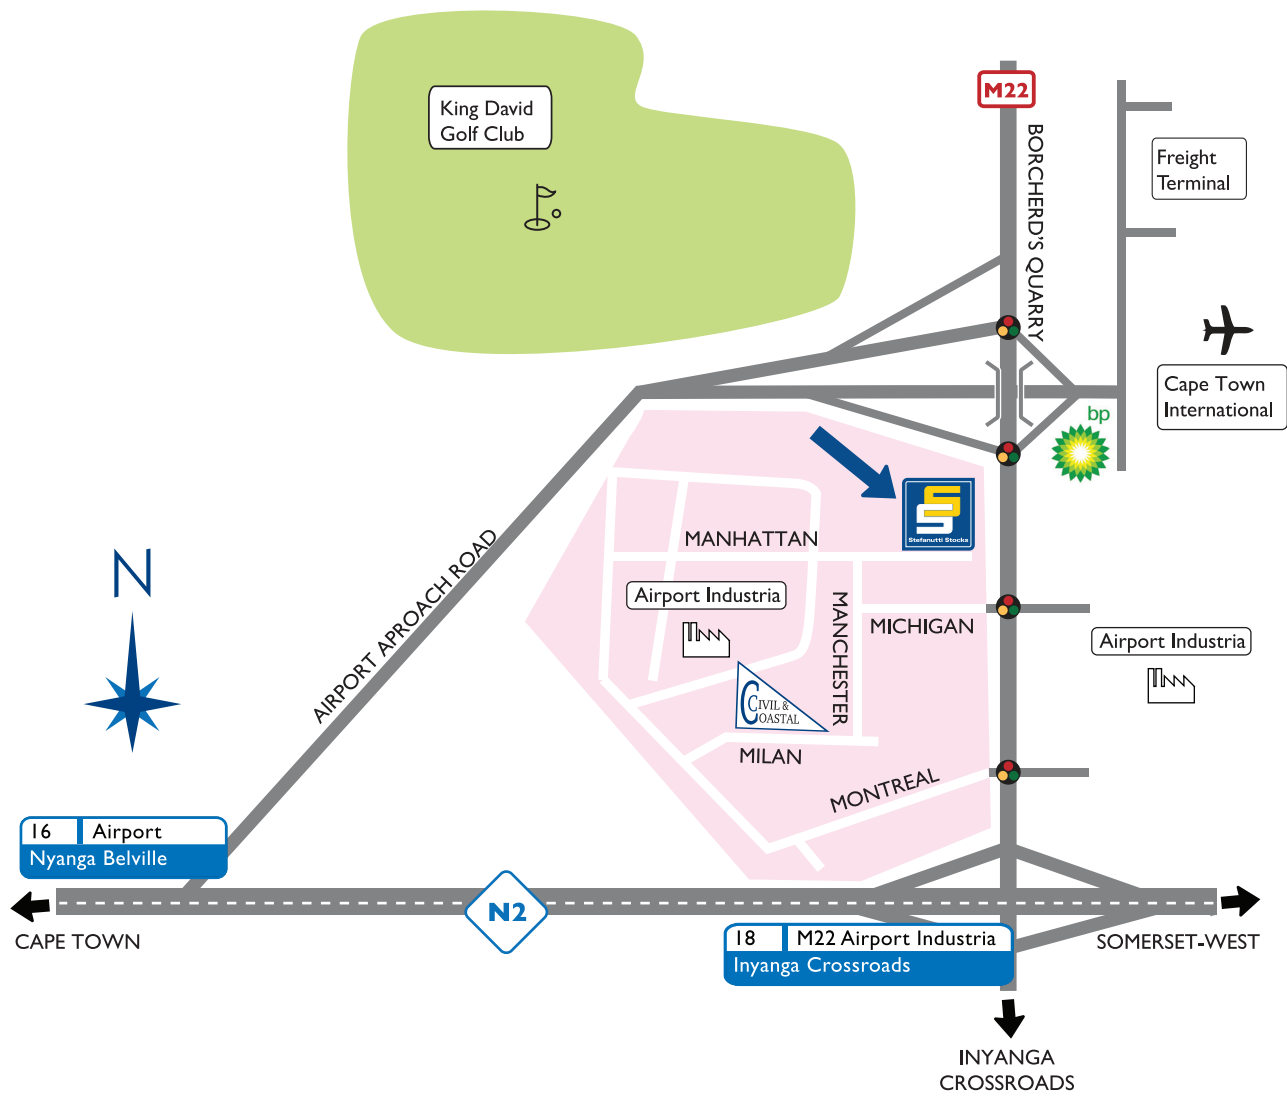 King David
Golf Club
M22
BORCHERD'S QUARRY
Freight
Terminal
Cape Town
International
bp
Stefanutti Stocks
MANHATTAN
AIRPORT APROACH ROAD
N
Airport Industria
MANCHESTER
MICHIGAN
Airport Industria
CIVIL &
COASTAL
MILAN
MONTREAL
16 Airport
Nyanga Belville
N2
CAPE TOWN
18 M22 Airport Industria
Inyanga Crossroads
SOMERSET-WEST
INYANGA
CROSSROADS